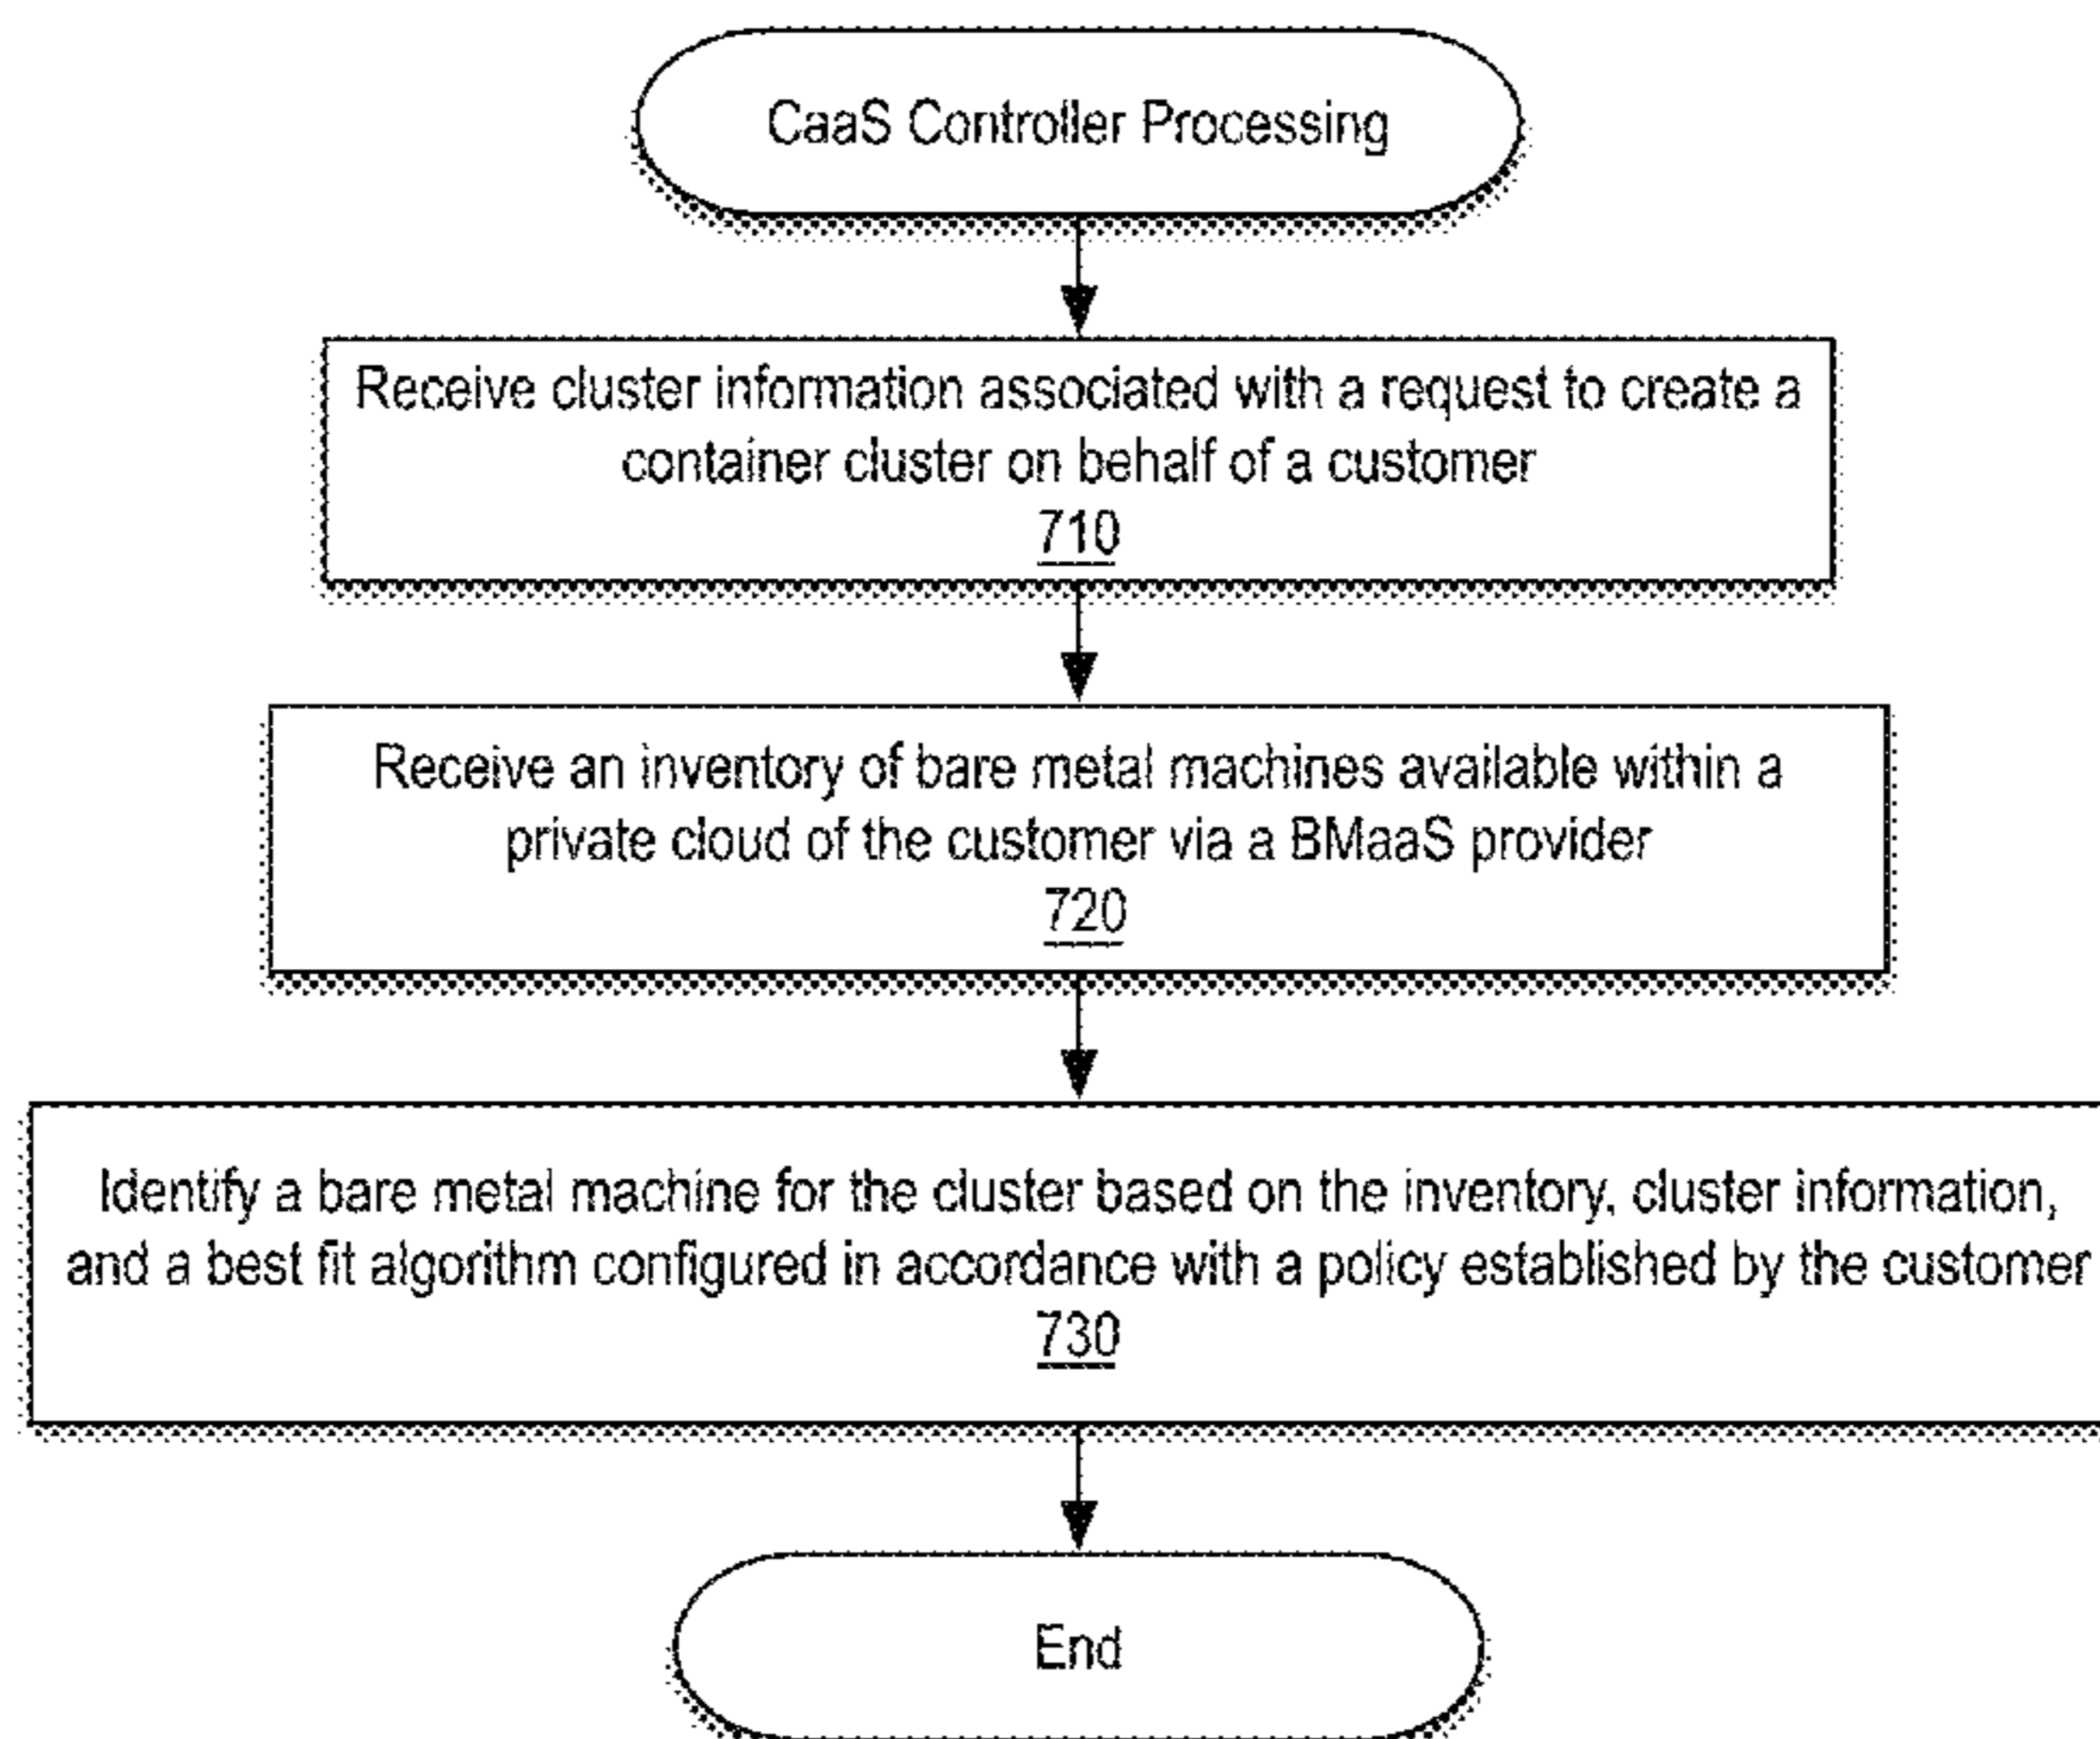 CaaS Controller Processing
Receive cluster information associated with a request to create a
container cluster on behalf of a customer
710
Receive an inventory of bare metal machines available within a
private cloud of the customer via a BMaaS provider
720
Identify a bare metal machine for the cluster based on the inventory, cluster information,
and a best fit algorithm configured in accordance with a policy established by the customer
730
End